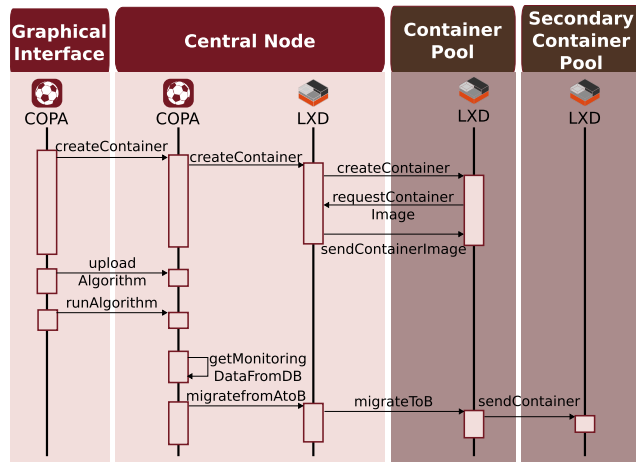 Graphical
Interface
Central Node
Container
Pool
Secondary
Container
Pool
COPA
COPA
LXD
LXD
LXD
createContainer
createContainer
createContainer
requestContainer
Image
sendContainerImage
upload
Algorithm
runAlgorithm
getMonitoring
DataFromDB
migratefromAtoB
migrateToB
sendContainer